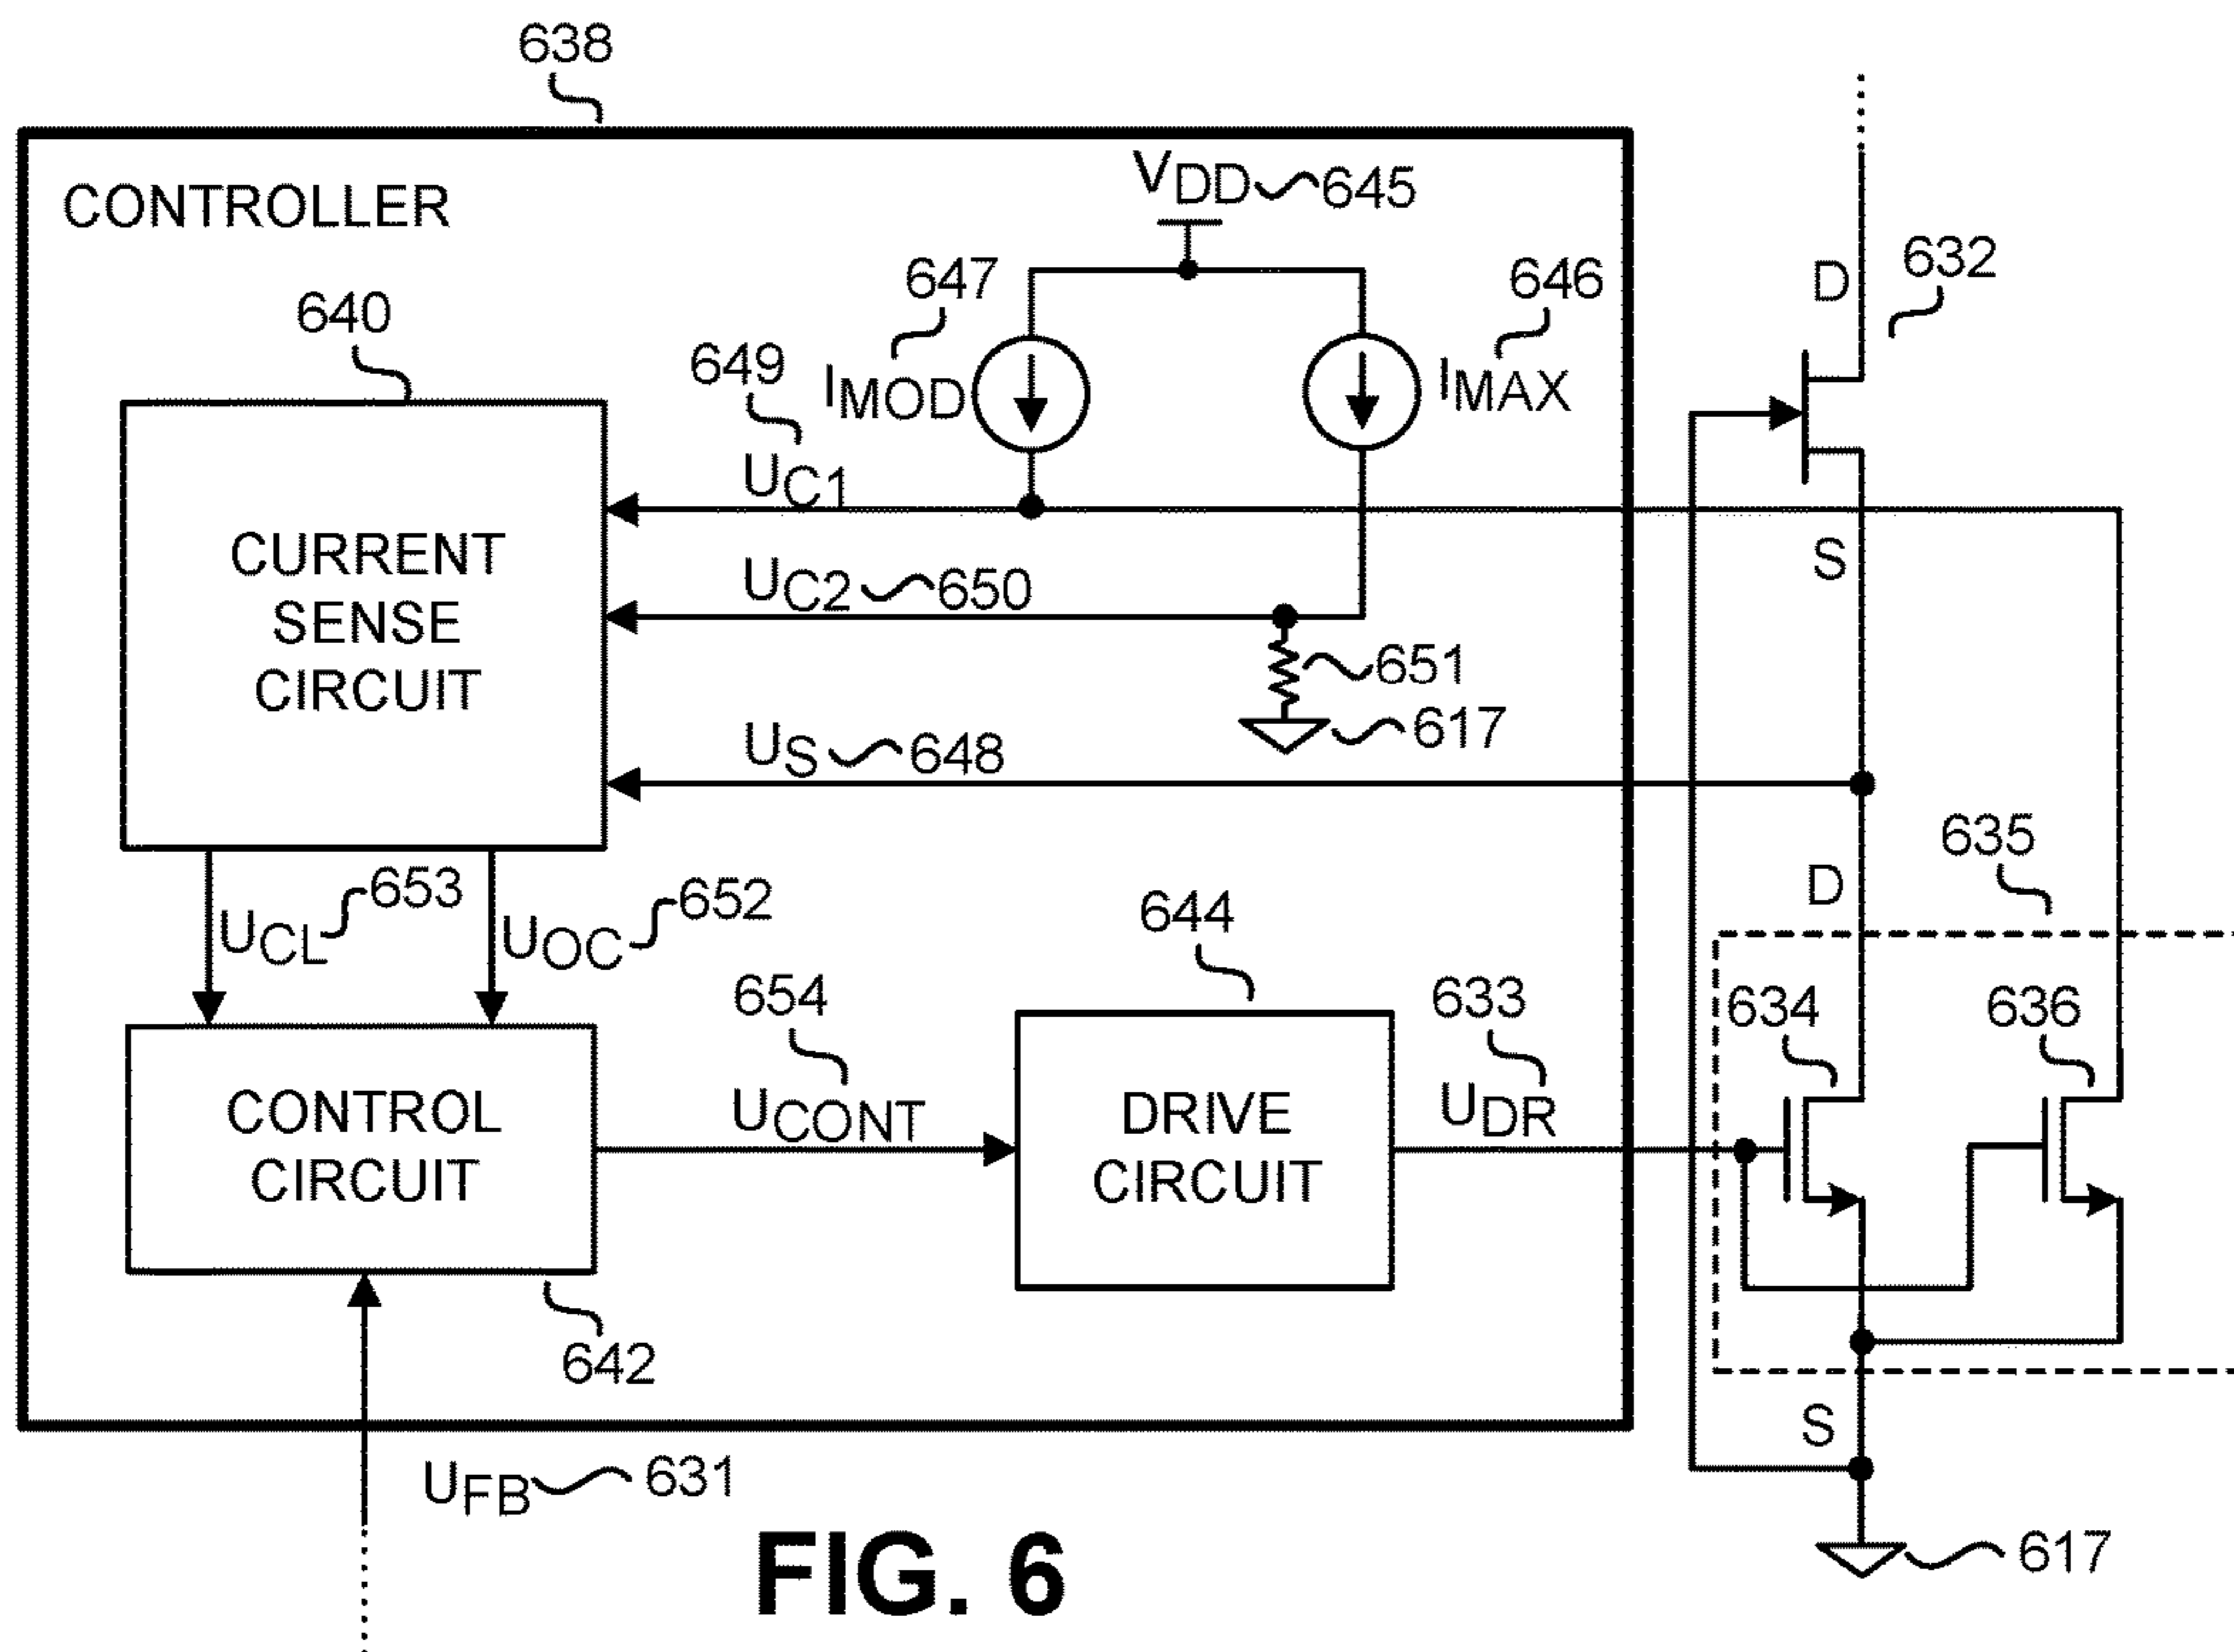 638
CONTROLLER
VDD 645
647
646
D
632
640
649
IMOD
IMAX
UC1
CURRENT
SENSE
CIRCUIT
S
UC2 650
651
617
US 648
635
D
653
652
UCL
UOC
644
654
633
634
636
CONTROL
CIRCUIT
UCONT
DRIVE
CIRCUIT
UDR
642
S
UFB 631
617
FIG. 6